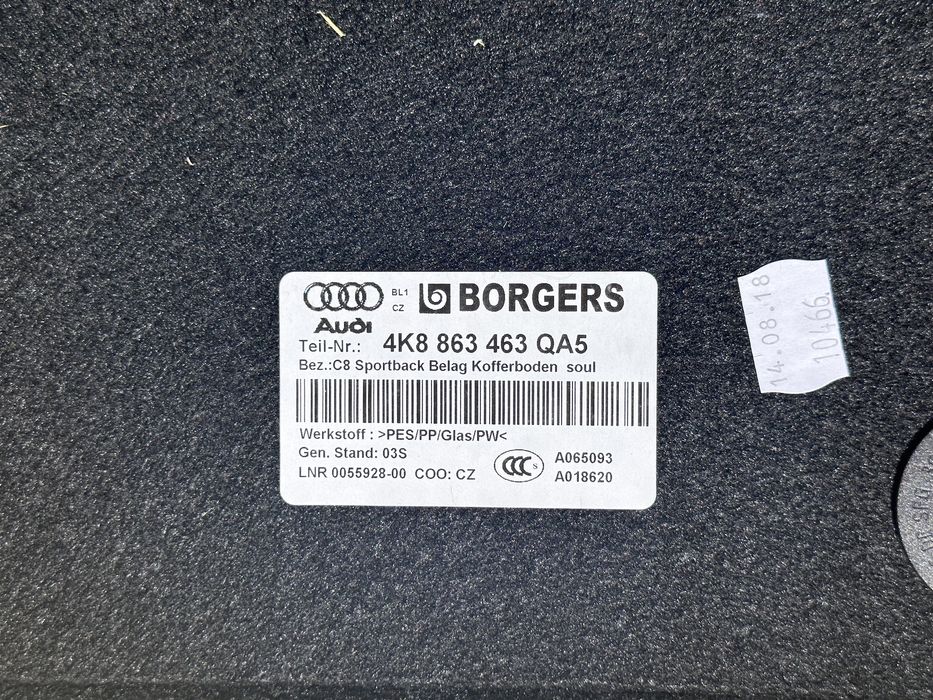 BL1
CZ
BORGERS
Audi
Teil-Nr.: 4K8 863 463 QA5
Bez.:C8 Sportback Belag Kofferboden soul
Werkstoff : >PES/PP/Glas/PW<
Gen. Stand: 03S
LNR 0055928-00 COO: CZ
CCC S
A065093
A018620
14.08.18
10466